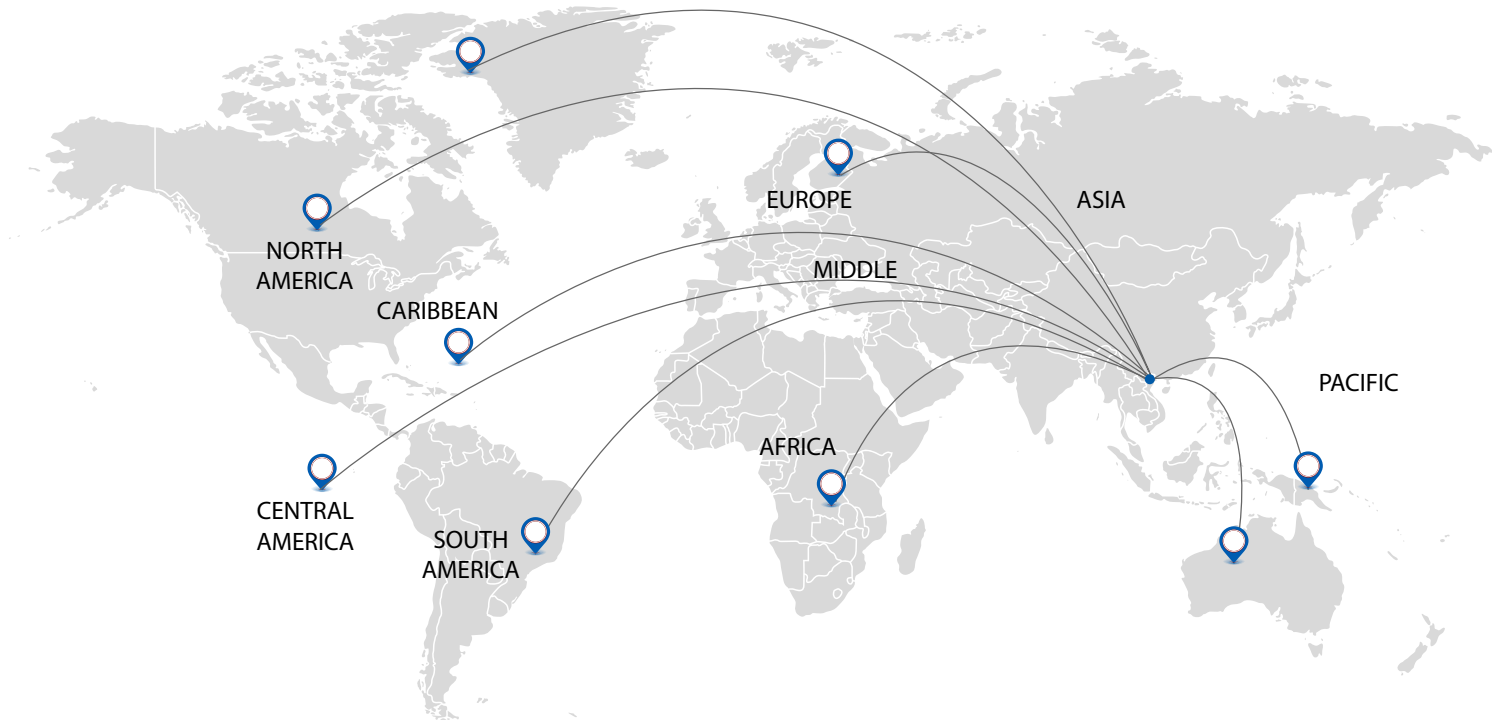 EUROPE
ASIA
NORTH
AMERICA
MIDDLE
CARIBBEAN
PACIFIC
AFRICA
CENTRAL
AMERICA
SOUTH
AMERICA